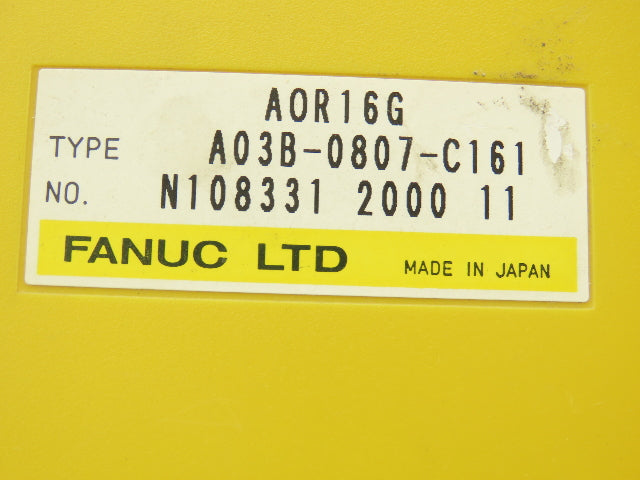 AOR16G
TYPE A03B-0807-C161
NO. N108331 2000 11
FANUC LTD MADE IN JAPAN